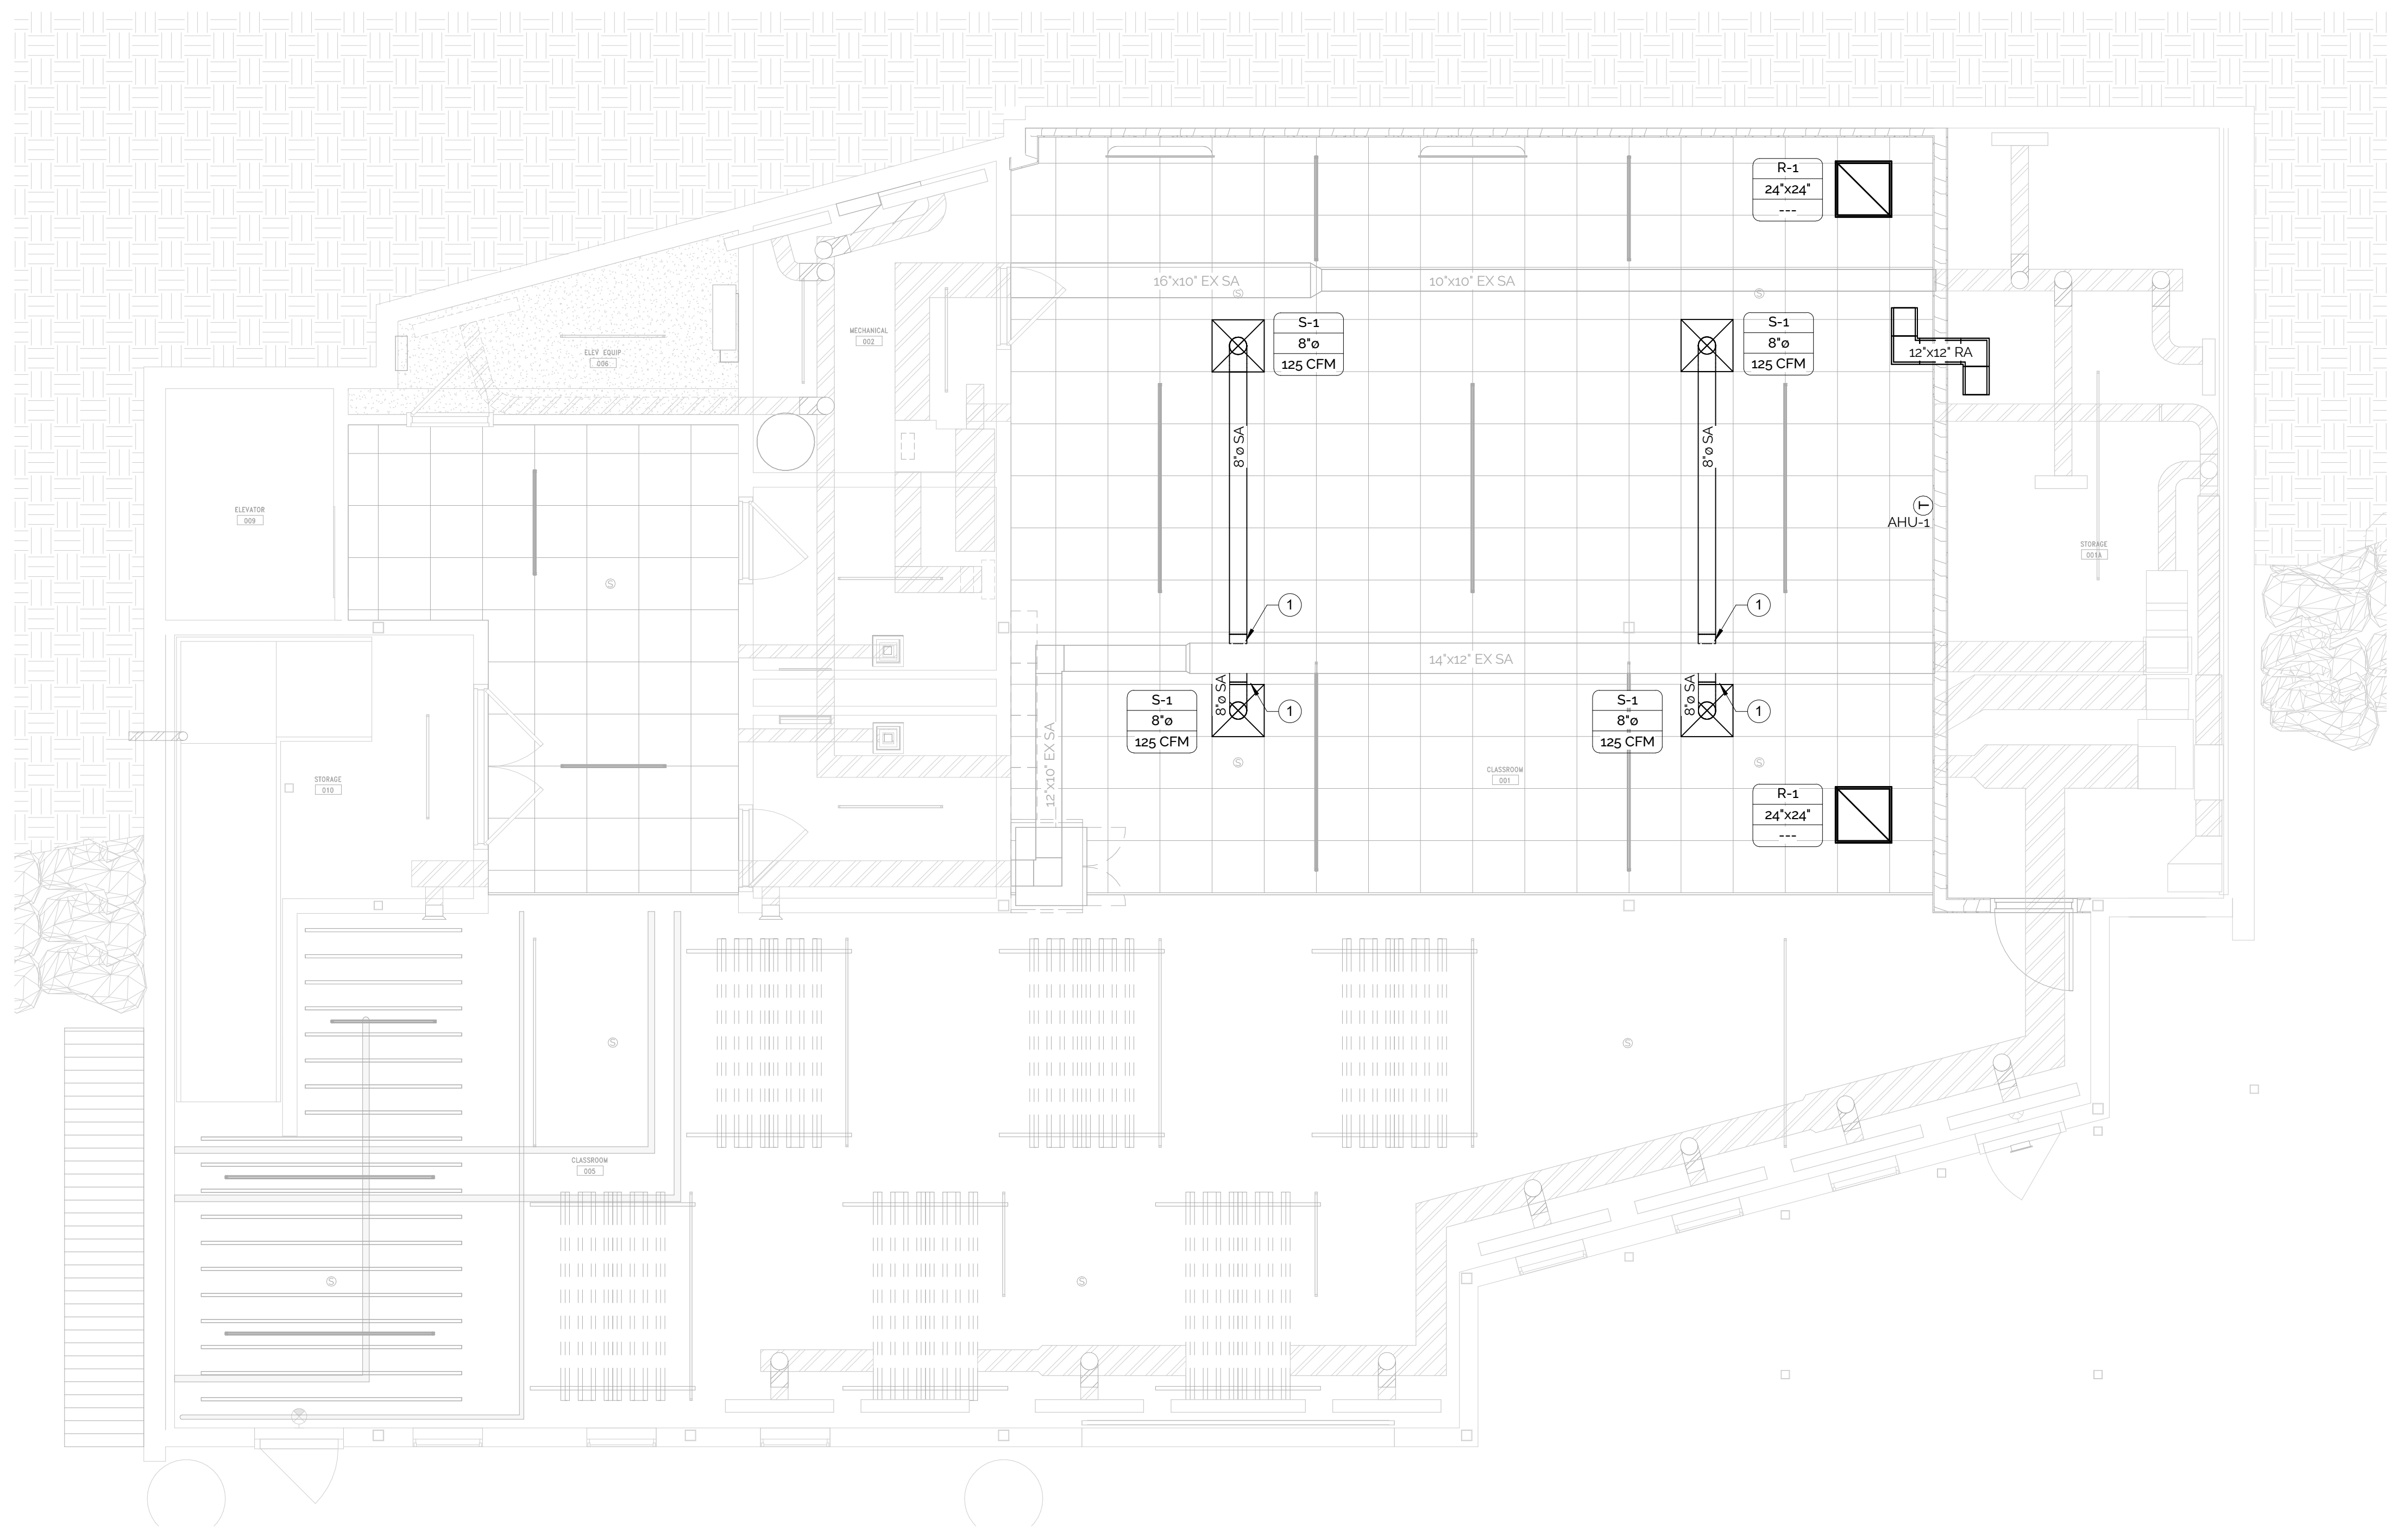 R-1
24"x24"
---
16"x10" EX SA
10"x10" EX SA
S
S
MECHANICAL
002
ELEV EQUIP
006
S-1
8"ø
125 CFM
S-1
8"ø
125 CFM
12"x12" RA
8"ø SA
8"ø SA
T
AHU-1
ELEVATOR
009
STORAGE
001A
S
1
1
14"x12" EX SA
S-1
8"ø
125 CFM
8"ø SA
1
S-1
8"ø
125 CFM
8"ø SA
1
12"x10" EX SA
S
S
STORAGE
010
CLASSROOM
001
R-1
24"x24"
---
S
S
CLASSROOM
005
S
S